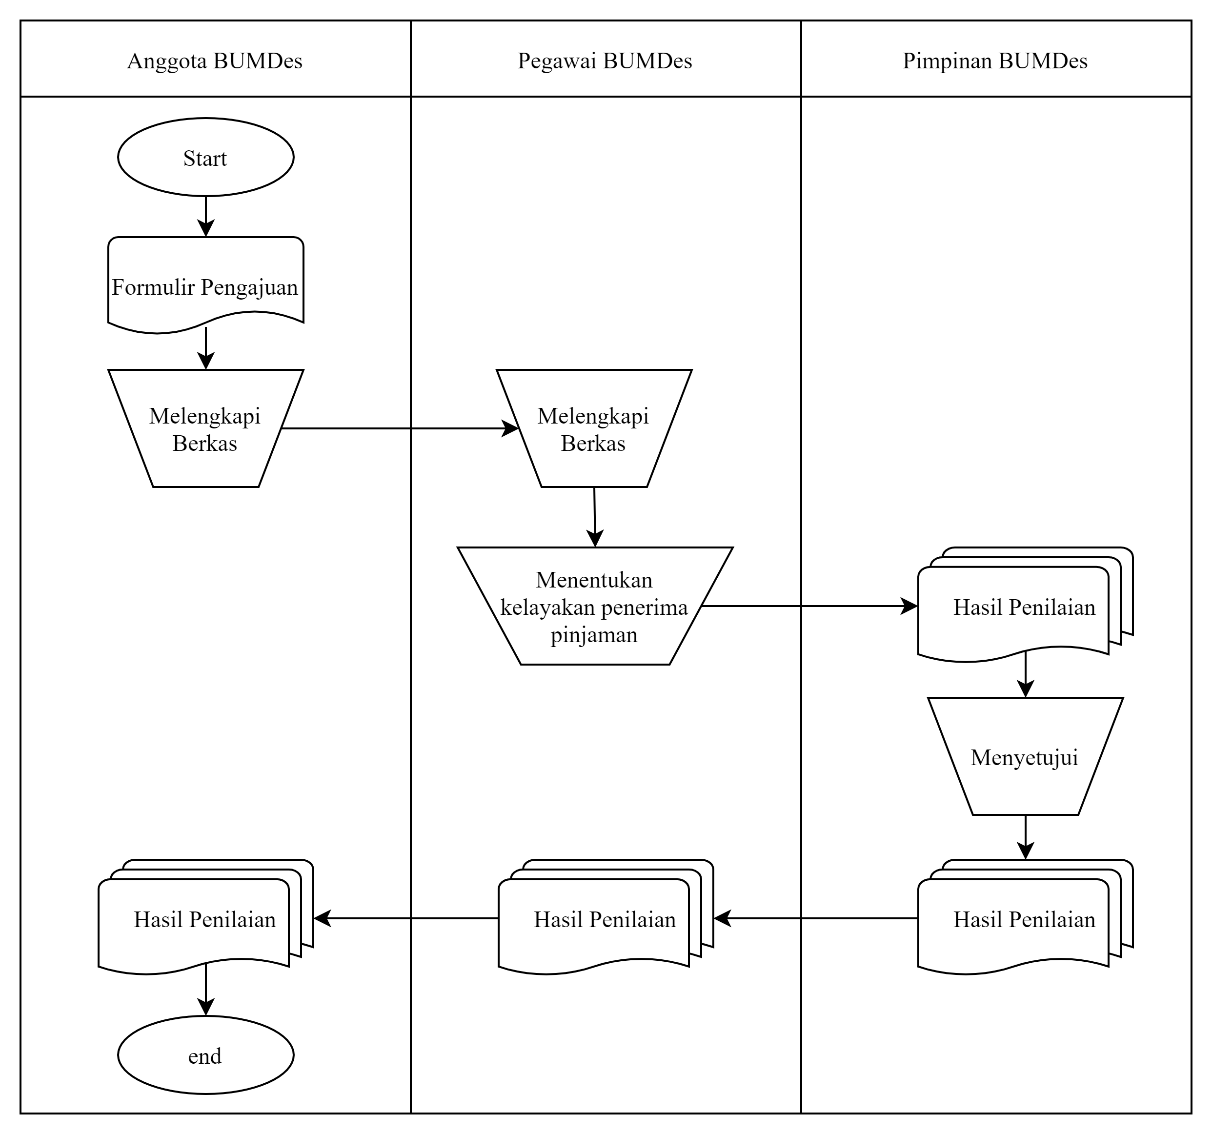 Anggota BUMDes
Pegawai BUMDes
Pimpinan BUMDes
Start
Formulir Pengajuan
Melengkapi
Berkas
Melengkapi
Berkas
Menentukan
kelayakan penerima
pinjaman
Hasil Penilaian
Menyetujui
Hasil Penilaian
Hasil Penilaian
Hasil Penilaian
end